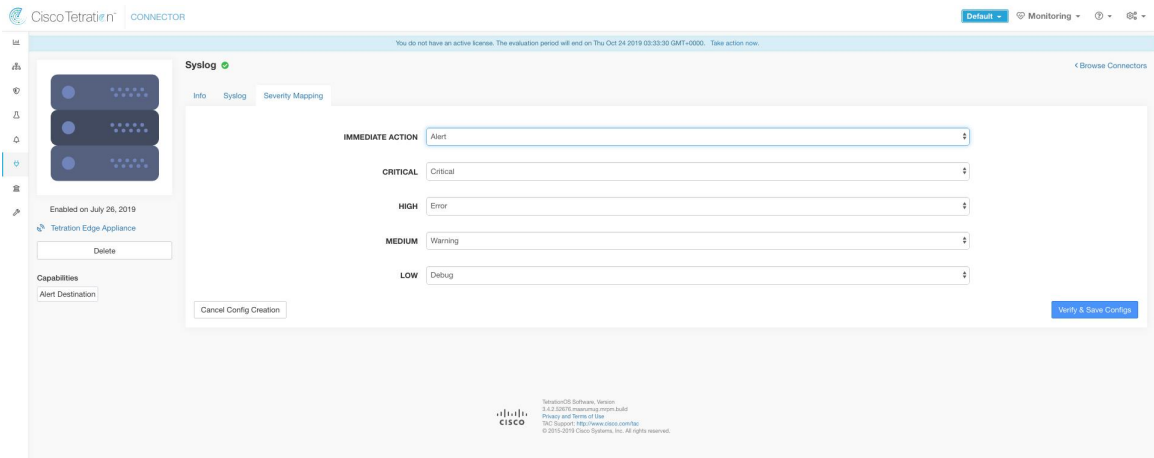 Cisco Tetration™ CONNECTOR Default Monitoring
You do not have an active license. The evaluation period will end on Thu Oct 24 2019 03:33:30 GMT+0000. Take action now.
Syslog
Browse Connectors
Info Syslog Severity Mapping
IMMEDIATE ACTION Alert
CRITICAL Critical
HIGH Error
MEDIUM Warning
LOW Debug
Cancel Config Creation Verify & Save Configs
Enabled on July 26, 2019
Tetration Edge Appliance
Delete
Capabilities
Alert Destination
CISCO
TetrationOS Software, Version
Privacy and Terms of Use
TAC Support: http://www.cisco.com/tac
© 2015-2019 Cisco Systems, Inc. All rights reserved.